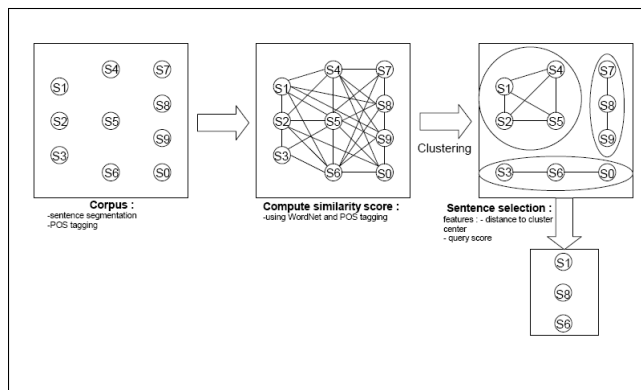 S4 S7
S1
S8
S2 S5
S9
S3
S6 S0
Corpus :
-sentence segmentation
-POS tagging
S4 S7
S1
S8
S2 S5
S9
S3
S6 S0
Compute similarity score :
-using WordNet and POS tagging
Clustering
S4 S7
S1
S8
S2 S5
S9
S3 S6 S0
Sentence selection :
features : - distance to cluster
center
- query score
S1
S8
S6